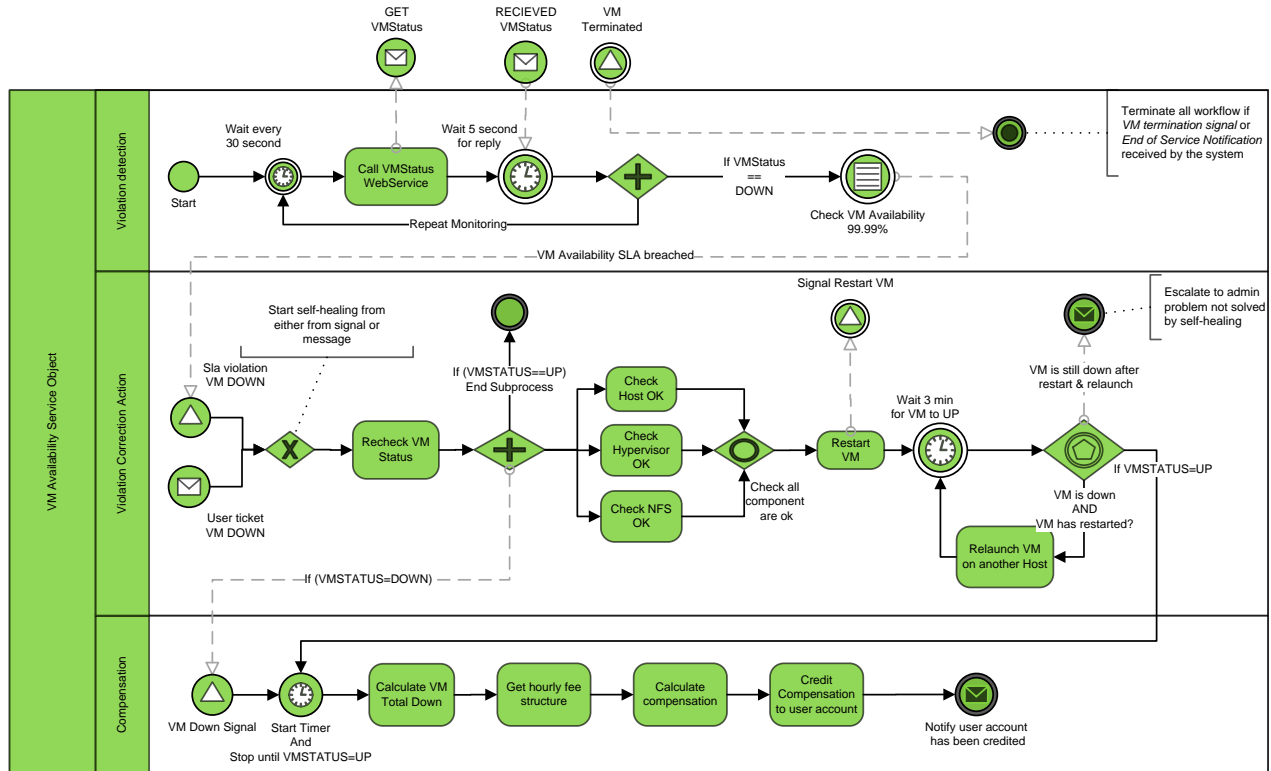 GET
VMStatus
RECIEVED
VMStatus
VM
Terminated
VM Availability Service Object
Violation detection
Wait every
30 second
Start
Call VMStatus
WebService
Wait 5 second
for reply
If VMStatus
==
DOWN
Check VM Availability
99.99%
Terminate all workflow if
VM termination signal or
End of Service Notification
received by the system
Repeat Monitoring
VM Availability SLA breached
Violation Correction Action
Start self-healing from
either from signal or
message
Sla violation
VM DOWN
User ticket
VM DOWN
Recheck VM
Status
If (VMSTATUS==UP)
End Subprocess
If (VMSTATUS=DOWN)
Check
Host OK
Check
Hypervisor
OK
Check NFS
OK
Check all
component
are ok
Signal Restart VM
Restart
VM
Wait 3 min
for VM to UP
Escalate to admin
problem not solved
by self-healing
VM is still down after
restart & relaunch
If VMSTATUS=UP
VM is down
AND
VM has restarted?
Relaunch VM
on another Host
Compensation
VM Down Signal
Start Timer
And
Stop until VMSTATUS=UP
Calculate VM
Total Down
Get hourly fee
structure
Calculate
compensation
Credit
Compensation
to user account
Notify user account
has been credited